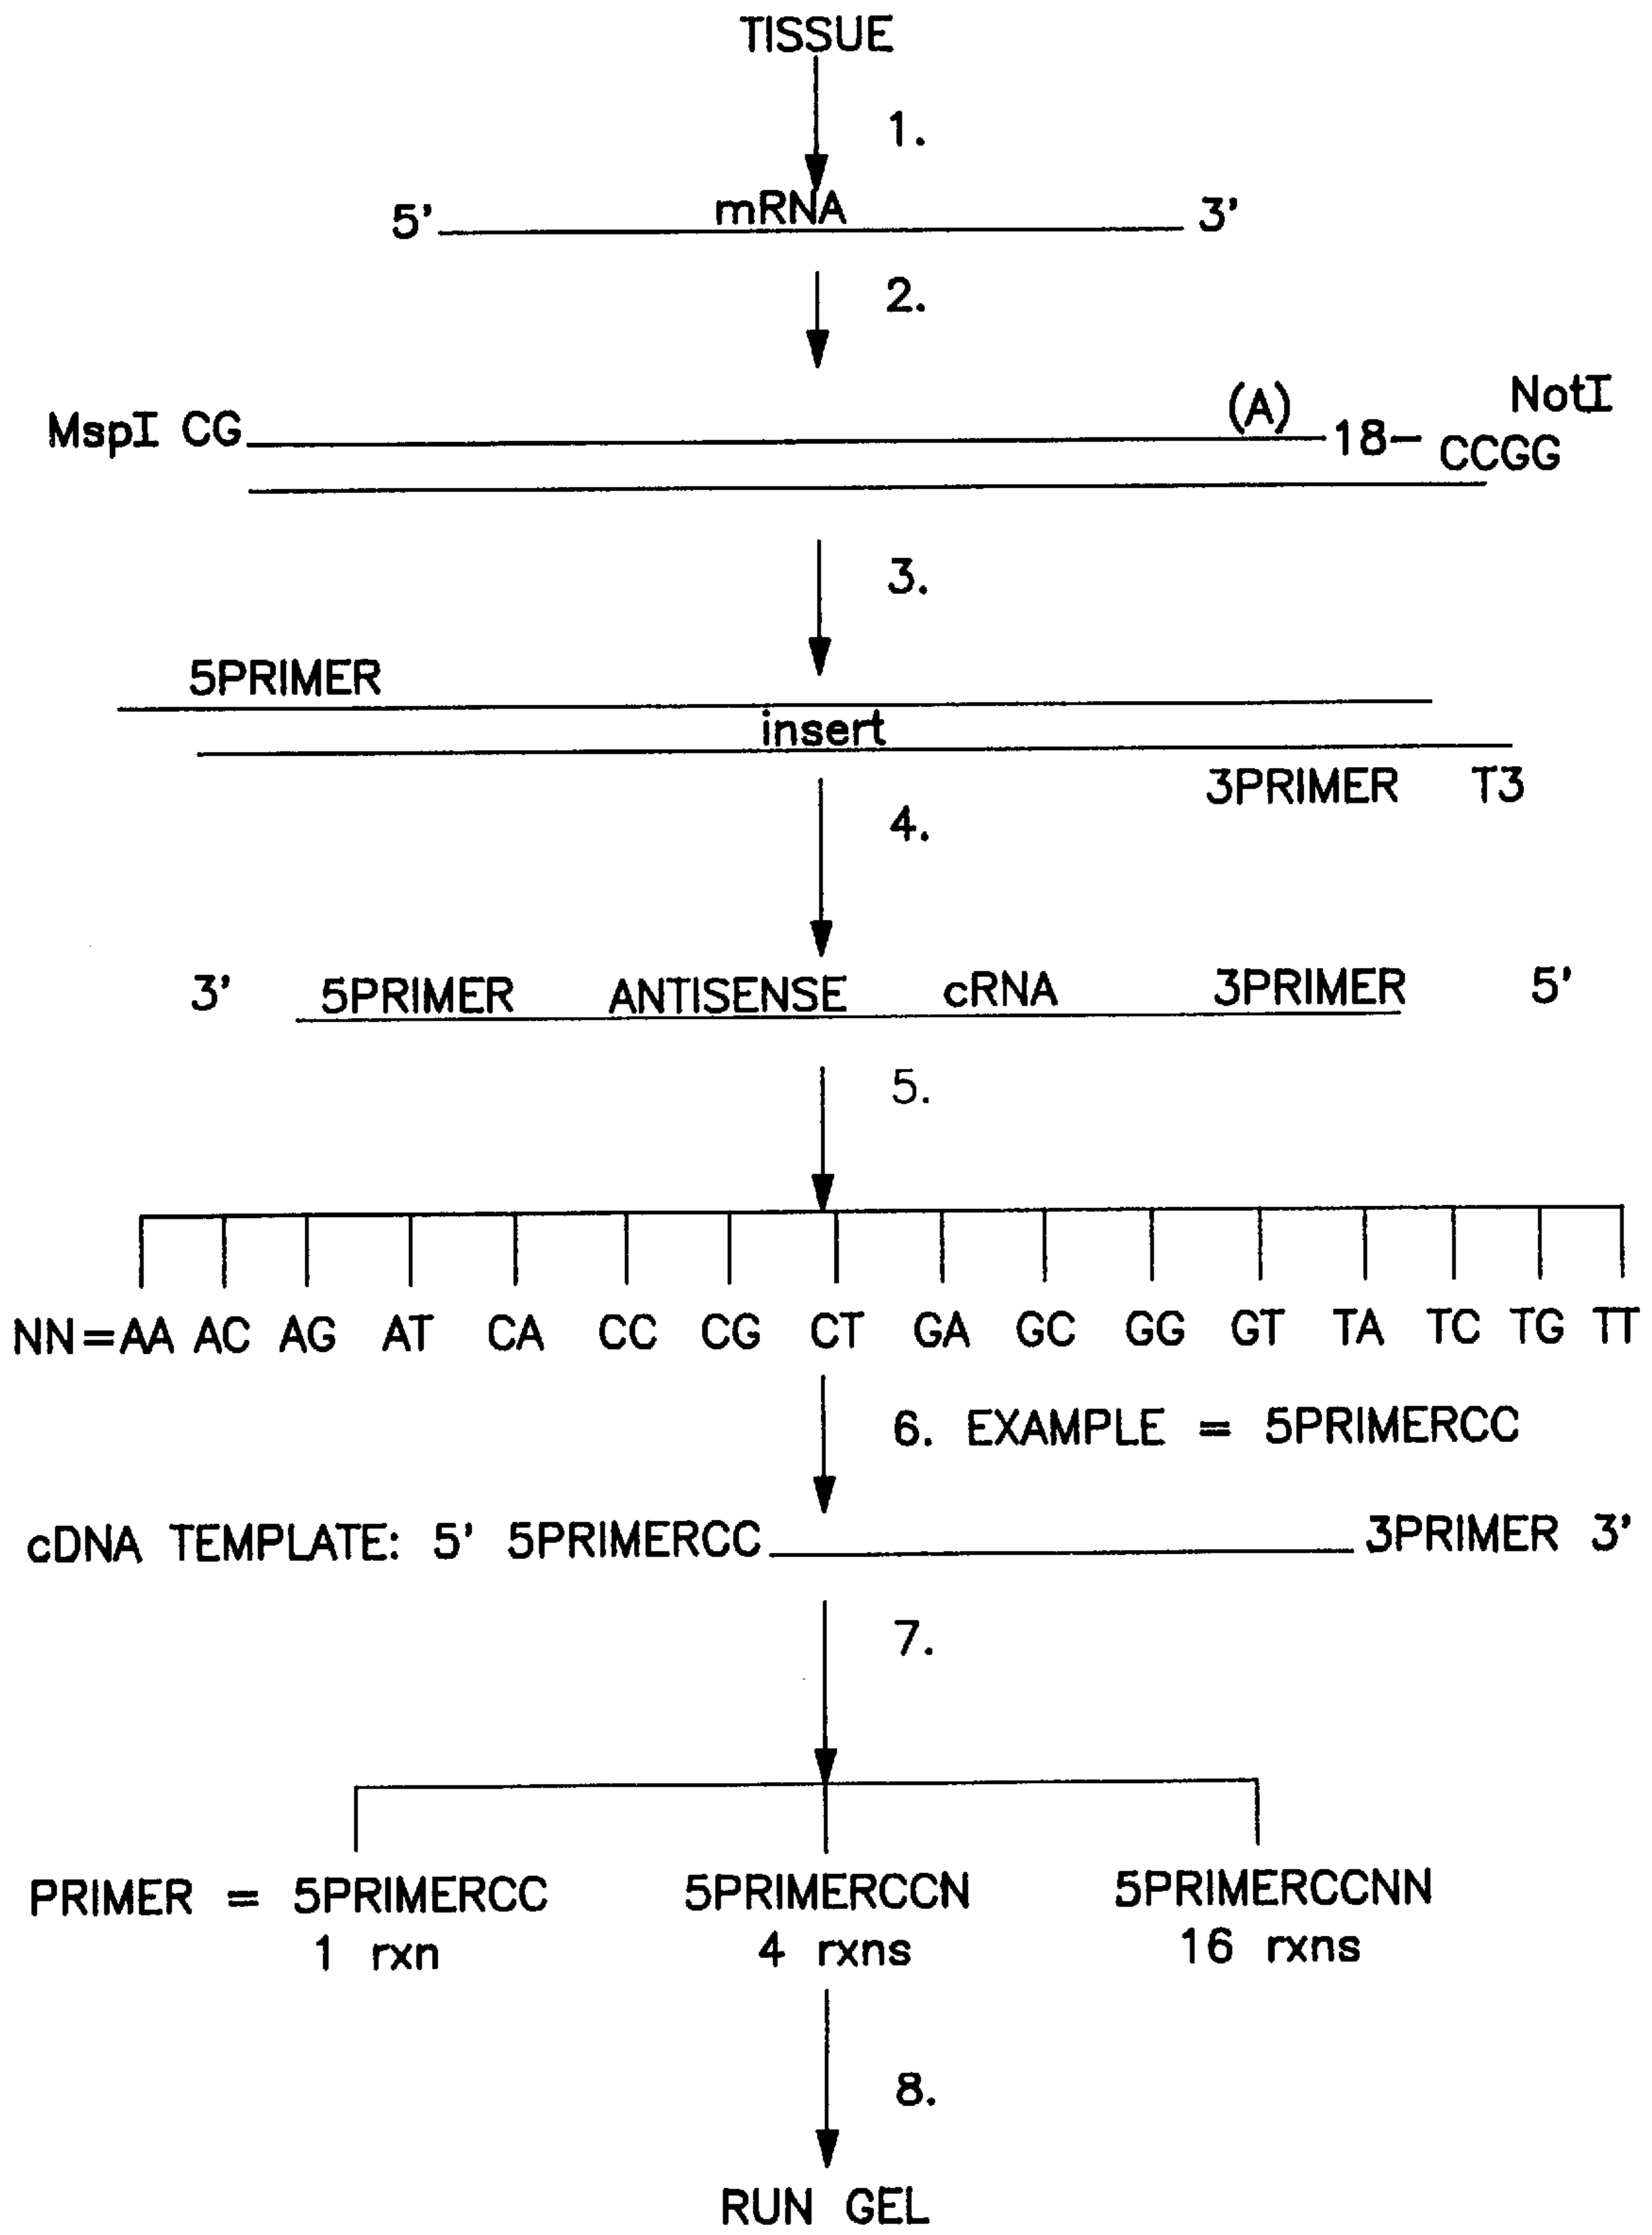 TISSUE
1.
5' mRNA 3'
2.
NotI
MspI CG (A) 18- CCGG
3.
5PRIMER
insert
3PRIMER T3
4.
3' 5PRIMER ANTISENSE cRNA 3PRIMER 5'
5.
NN=AA AC AG AT CA CC CG CT GA GC GG GT TA TC TG TT
6. EXAMPLE = 5PRIMERCC
cDNA TEMPLATE: 5' 5PRIMERCC 3PRIMER 3'
7.
PRIMER = 5PRIMERCC 5PRIMERCCN 5PRIMERCCNN
1 rxn 4 rxns 16 rxns
8.
RUN GEL